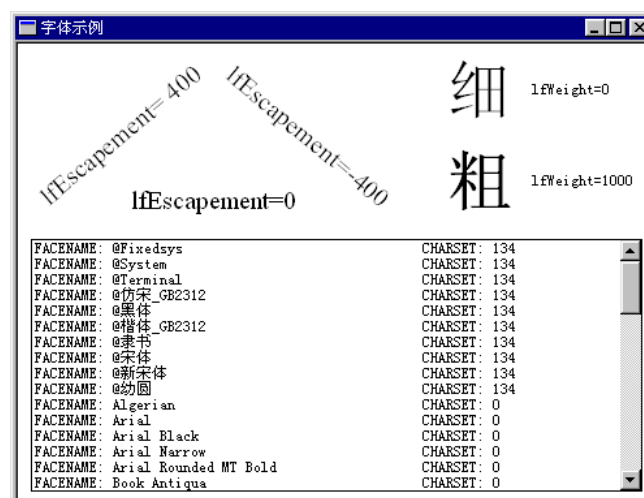 字体示例
lfEscapement=400
lfEscapement=-400
lfEscapement=0
细 lfWeight=0
粗 lfWeight=1000
FACENAME: @Fixedsys CHARSET: 134
FACENAME: @System CHARSET: 134
FACENAME: @Terminal CHARSET: 134
FACENAME: @仿宋_GB2312 CHARSET: 134
FACENAME: @黑体 CHARSET: 134
FACENAME: @楷体_GB2312 CHARSET: 134
FACENAME: @隶书 CHARSET: 134
FACENAME: @宋体 CHARSET: 134
FACENAME: @新宋体 CHARSET: 134
FACENAME: @幼圆 CHARSET: 134
FACENAME: Algerian CHARSET: 0
FACENAME: Arial CHARSET: 0
FACENAME: Arial Black CHARSET: 0
FACENAME: Arial Narrow CHARSET: 0
FACENAME: Arial Rounded MT Bold CHARSET: 0
FACENAME: Book Antiqua CHARSET: 0